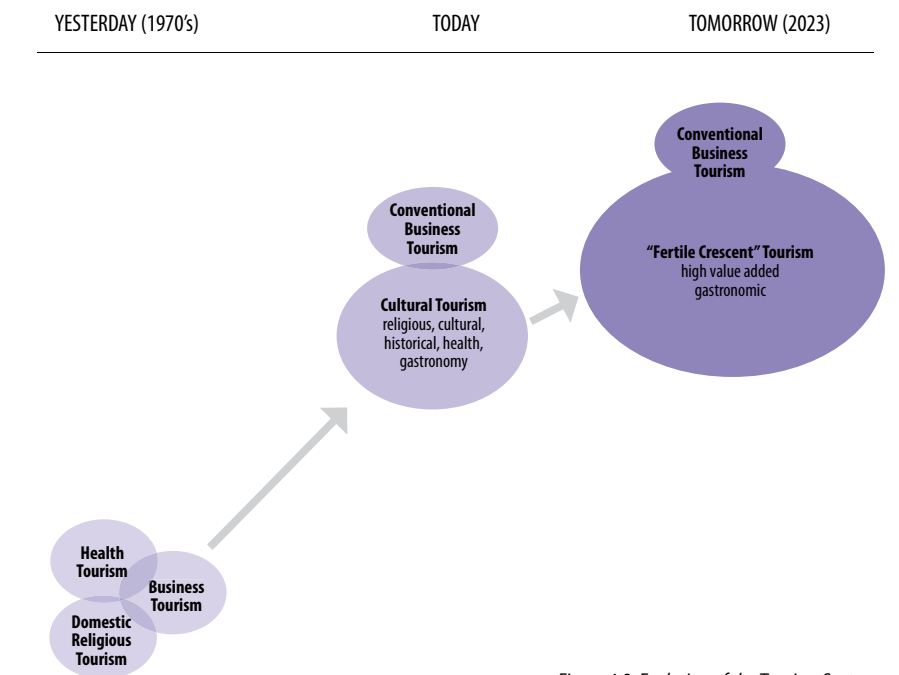 YESTERDAY (1970's)
TODAY
TOMORROW (2023)
Conventional
Business
Tourism
"Fertile Crescent" Tourism
high value added
gastronomic
Conventional
Business
Tourism
Cultural Tourism
religious, cultural,
historical, health,
gastronomy
Health
Tourism
Business
Tourism
Domestic
Religious
Tourism